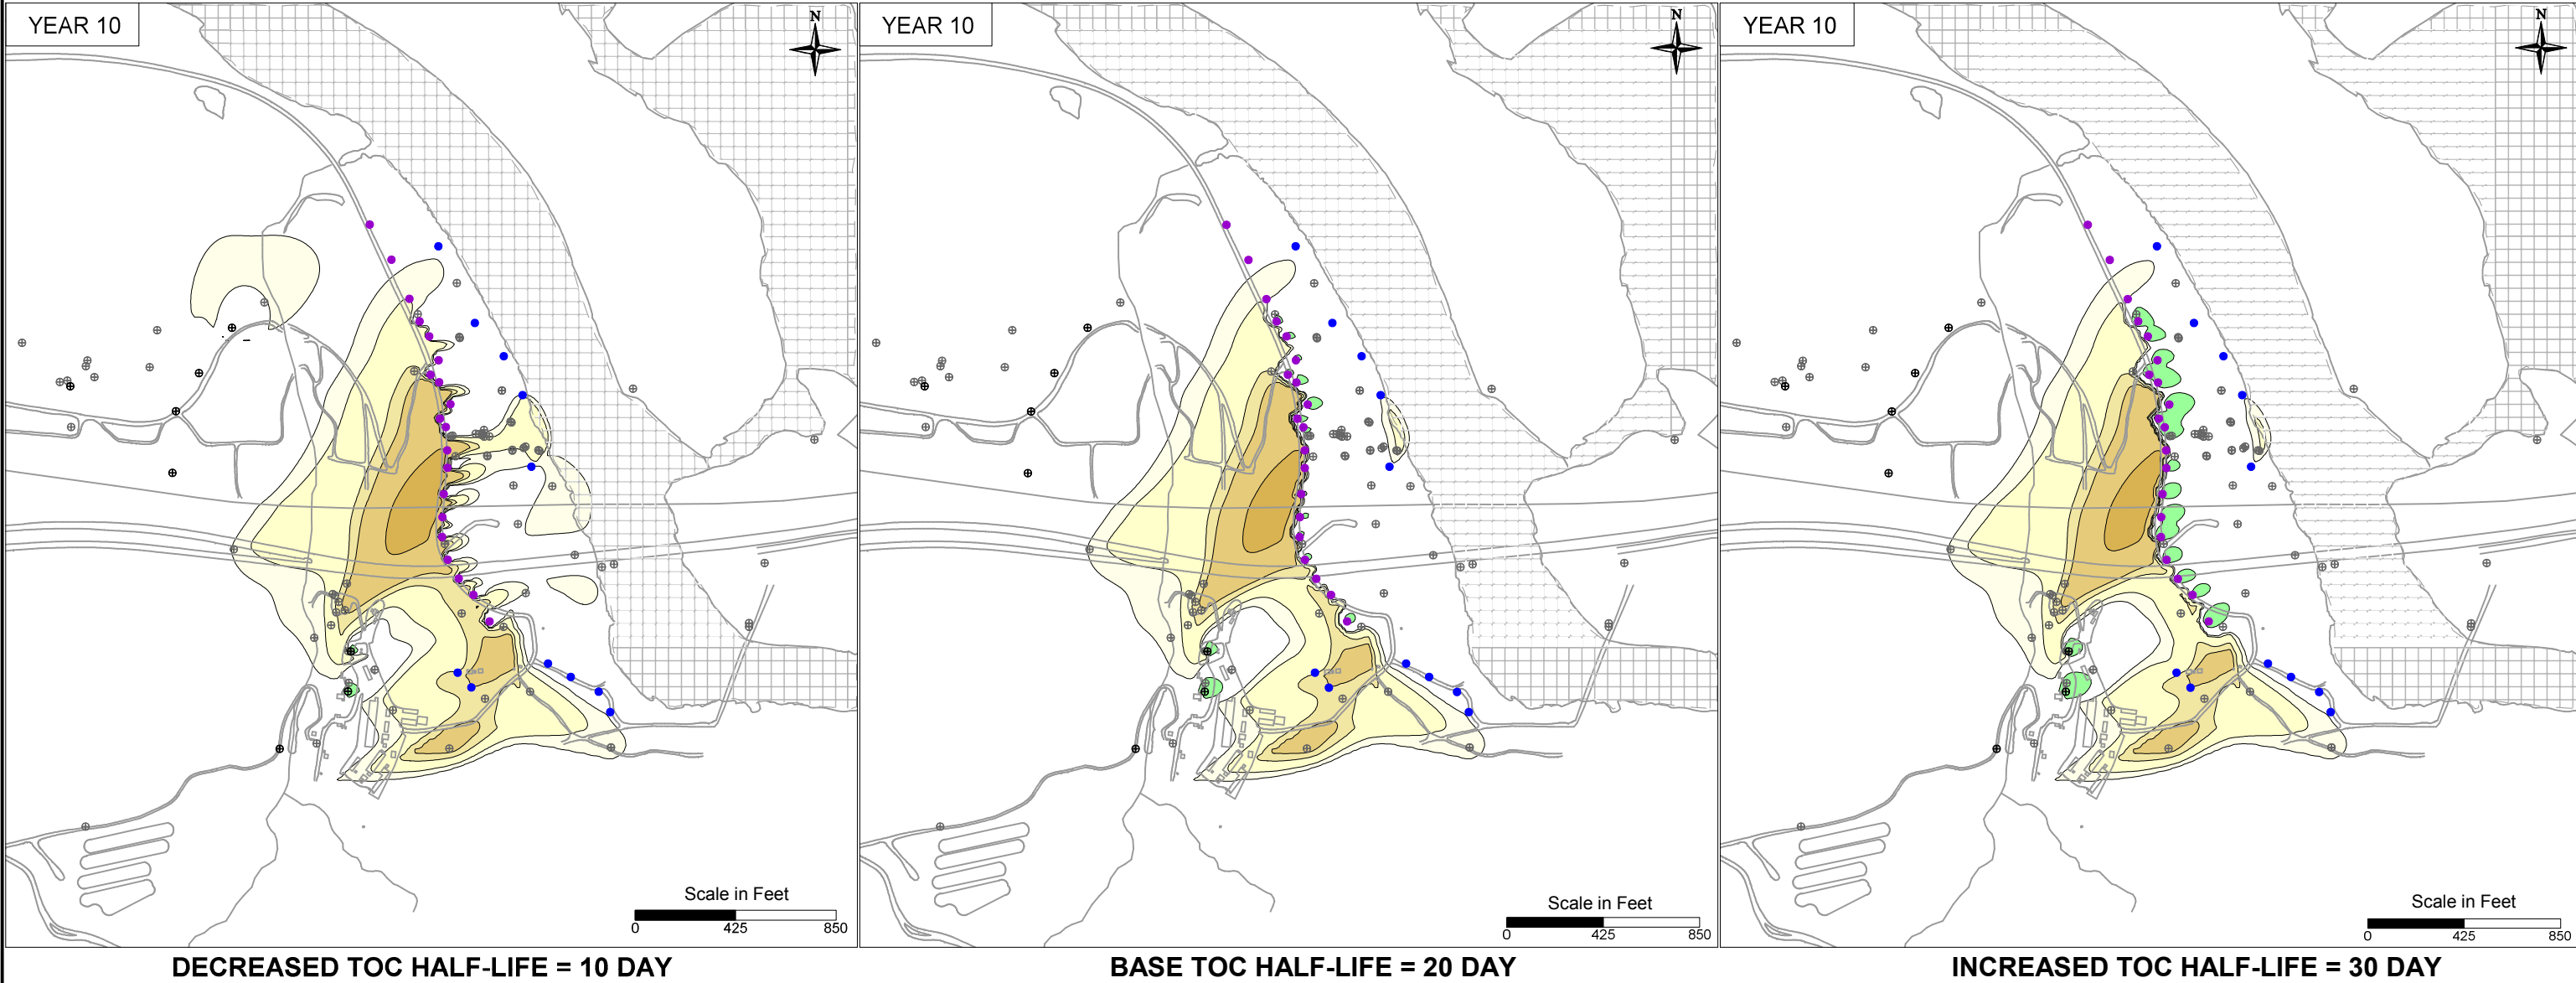 YEAR 10
N
Scale in Feet
0 425 850
DECREASED TOC HALF-LIFE = 10 DAY
YEAR 10
N
Scale in Feet
0 425 850
BASE TOC HALF-LIFE = 20 DAY
YEAR 10
N
Scale in Feet
0 425 850
INCREASED TOC HALF-LIFE = 30 DAY